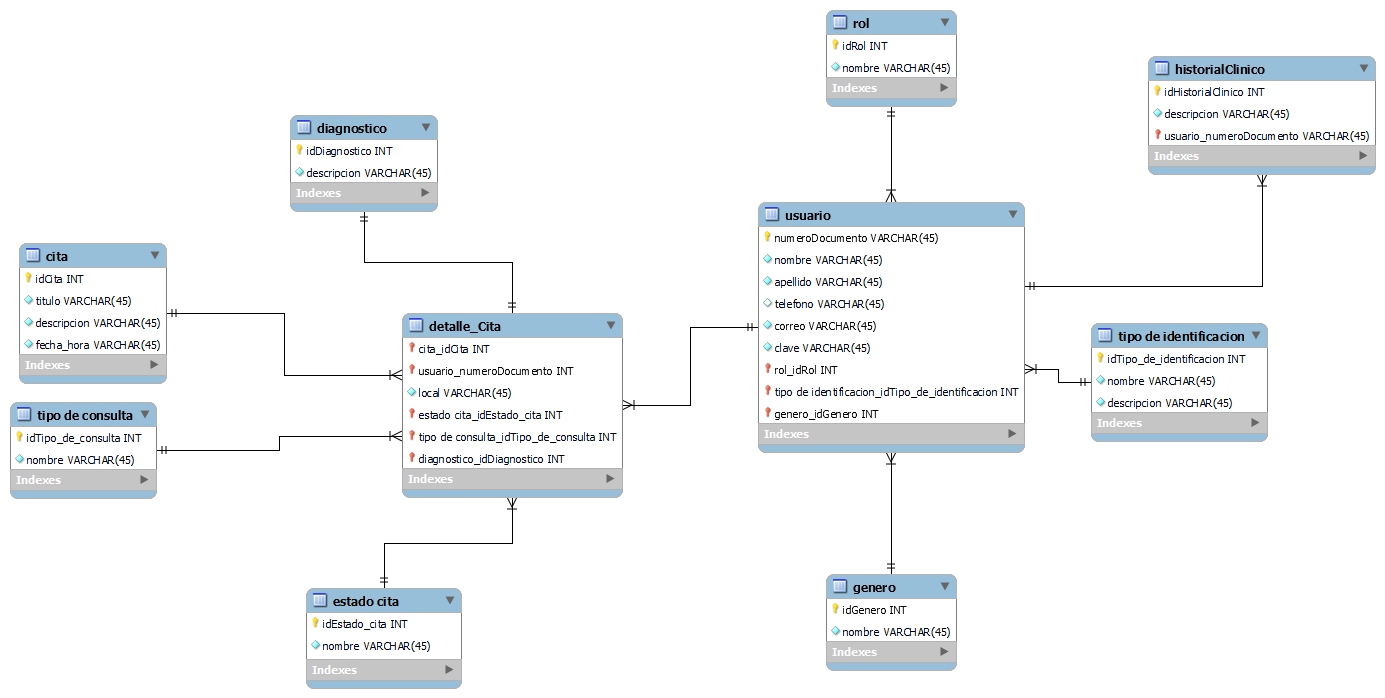 rol
idRol INT
nombre VARCHAR(45)
Indexes
historialClinico
idHistorialClinico INT
descripcion VARCHAR(45)
usuario_numeroDocumento VARCHAR(45)
Indexes
diagnostico
idDiagnostico INT
descripcion VARCHAR(45)
Indexes
usuario
numeroDocumento VARCHAR(45)
nombre VARCHAR(45)
apellido VARCHAR(45)
telefono VARCHAR(45)
correo VARCHAR(45)
clave VARCHAR(45)
rol_idRol INT
tipo de identificacion_idTipo_de_identificacion INT
genero_idGenero INT
Indexes
cita
idCita INT
titulo VARCHAR(45)
descripcion VARCHAR(45)
fecha_hora VARCHAR(45)
Indexes
detalle_Cita
cita_idCita INT
usuario_numeroDocumento INT
local VARCHAR(45)
estado cita_idEstado_cita INT
tipo de consulta_idTipo_de_consulta INT
diagnostico_idDiagnostico INT
Indexes
tipo de identificacion
idTipo_de_identificacion INT
nombre VARCHAR(45)
descripcion VARCHAR(45)
Indexes
tipo de consulta
idTipo_de_consulta INT
nombre VARCHAR(45)
Indexes
estado cita
idEstado_cita INT
nombre VARCHAR(45)
Indexes
genero
idGenero INT
nombre VARCHAR(45)
Indexes